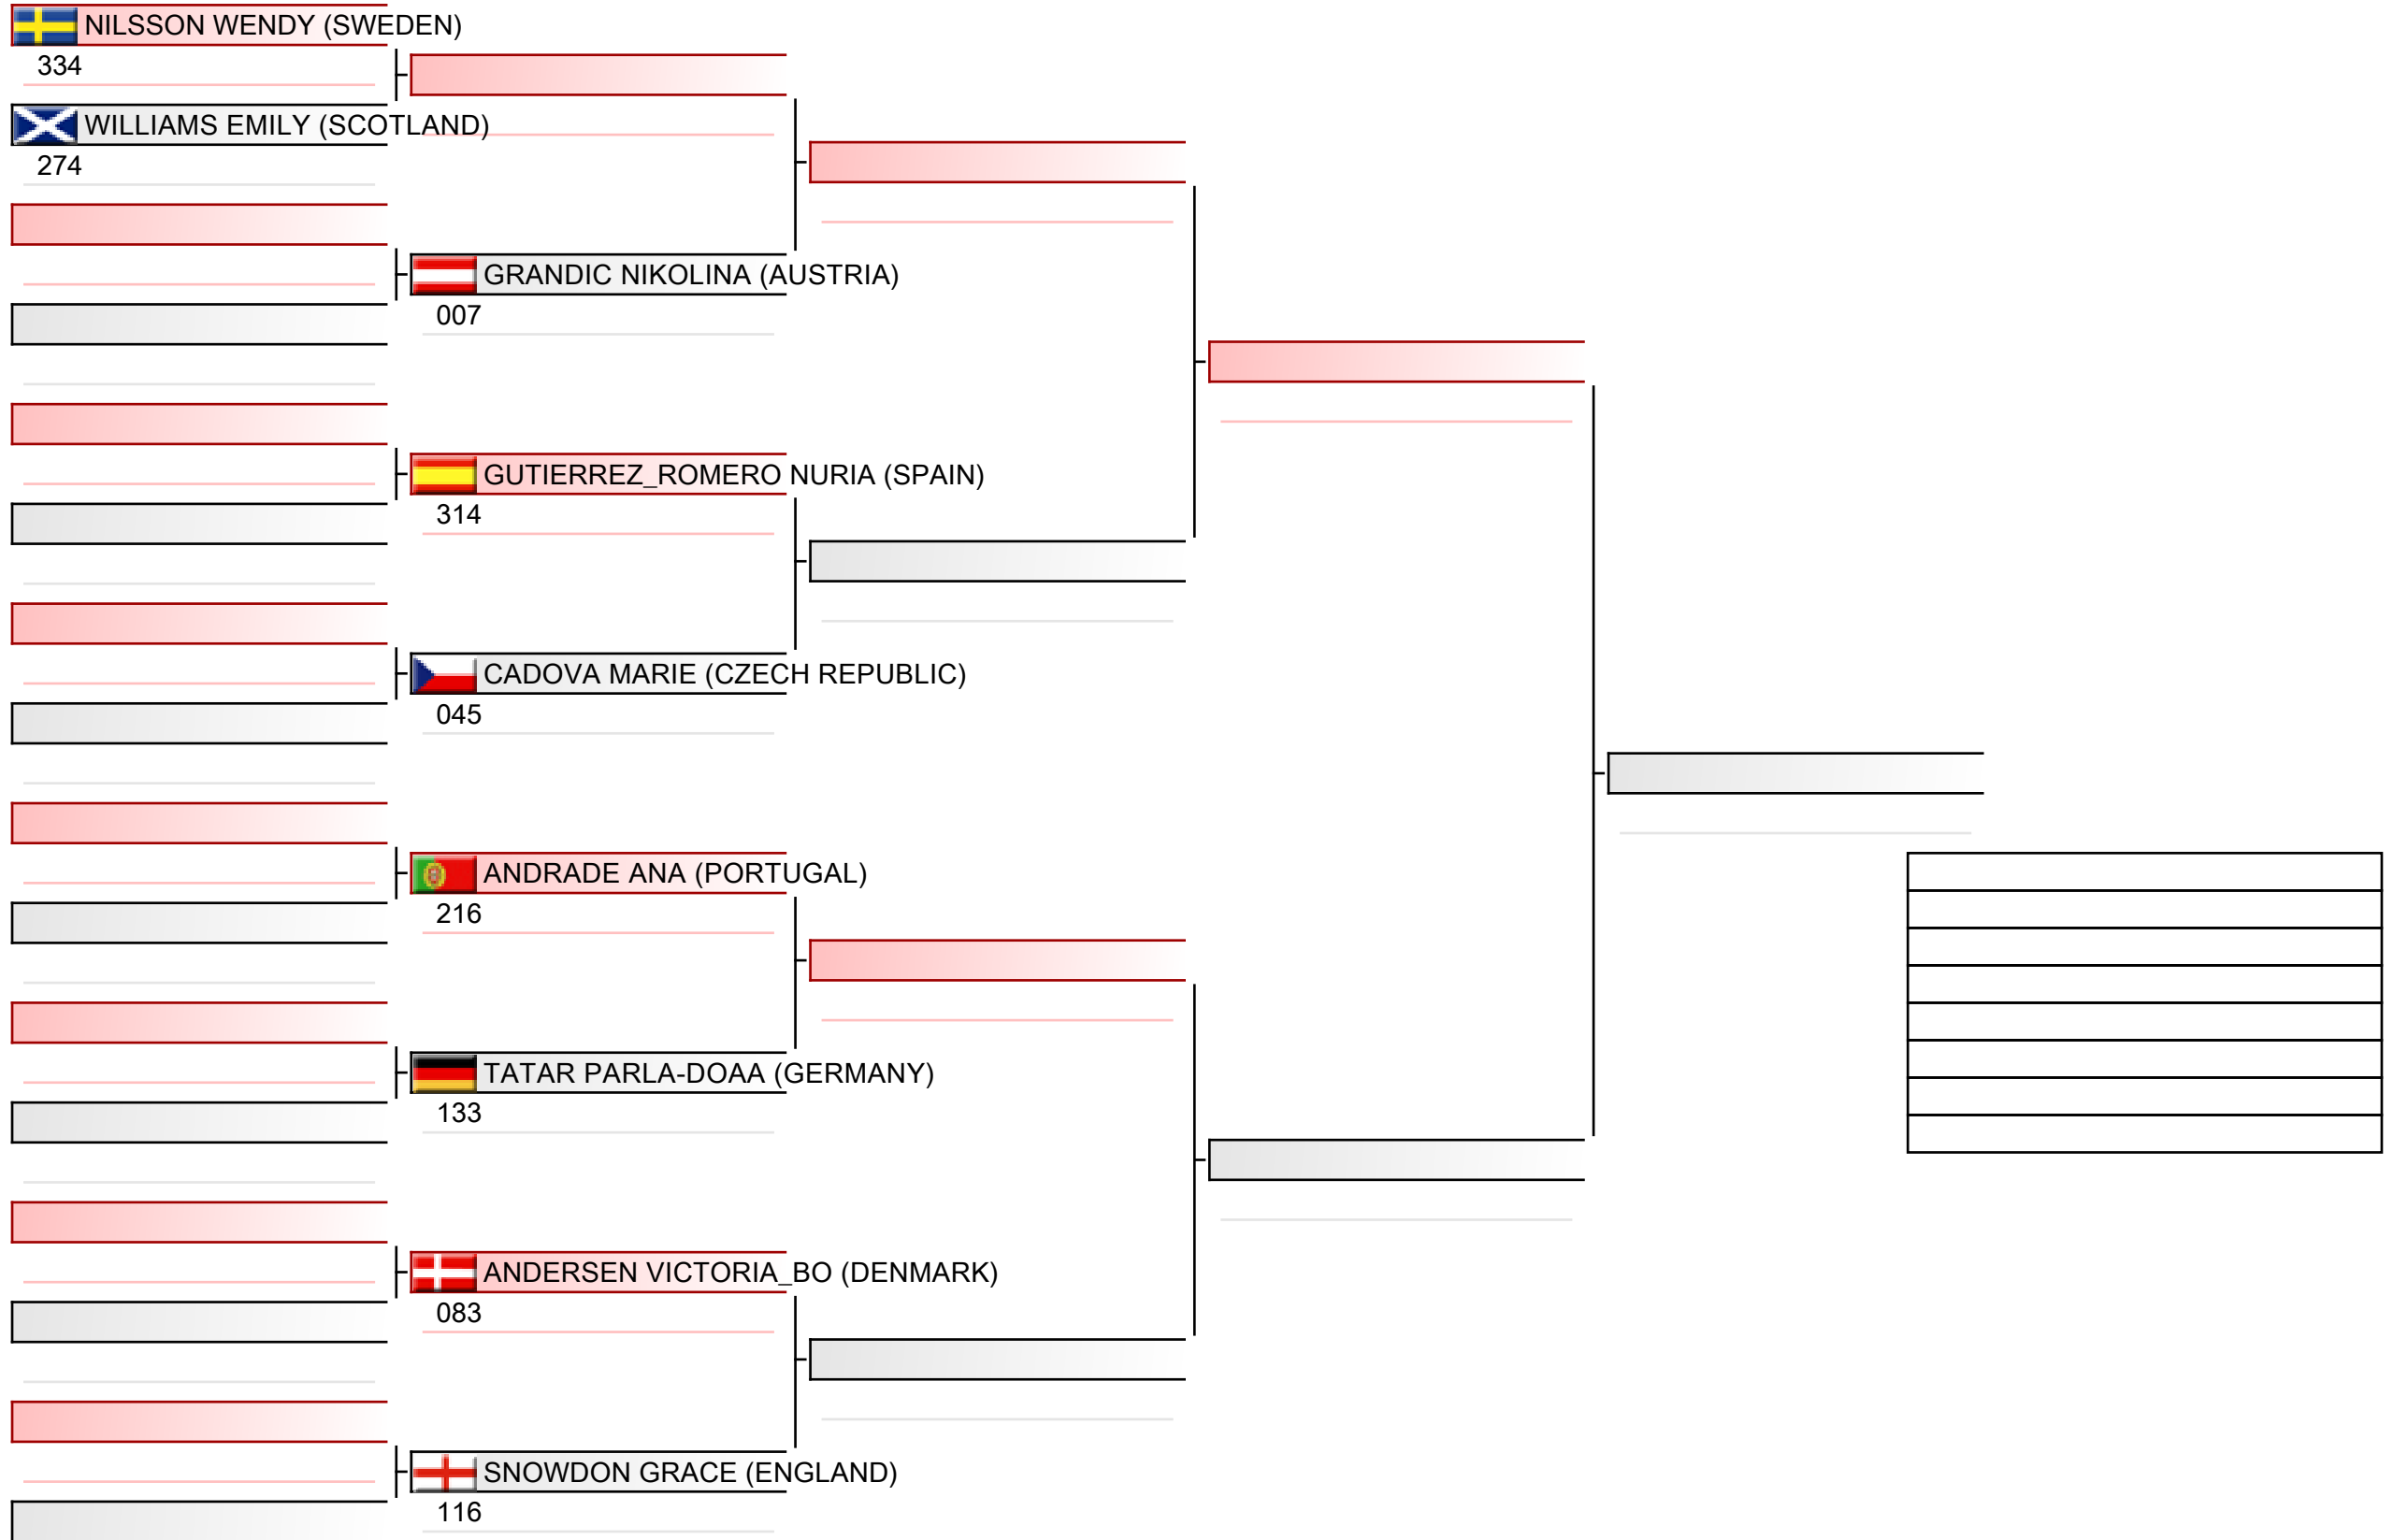 NILSSON WENDY (SWEDEN)
334
WILLIAMS EMILY (SCOTLAND)
274
GRANDIC NIKOLINA (AUSTRIA)
007
GUTIERREZ_ROMERO NURIA (SPAIN)
314
CADOVA MARIE (CZECH REPUBLIC)
045
ANDRADE ANA (PORTUGAL)
216
TATAR PARLA-DOAA (GERMANY)
133
ANDERSEN VICTORIA_BO (DENMARK)
083
SNOWDON GRACE (ENGLAND)
116